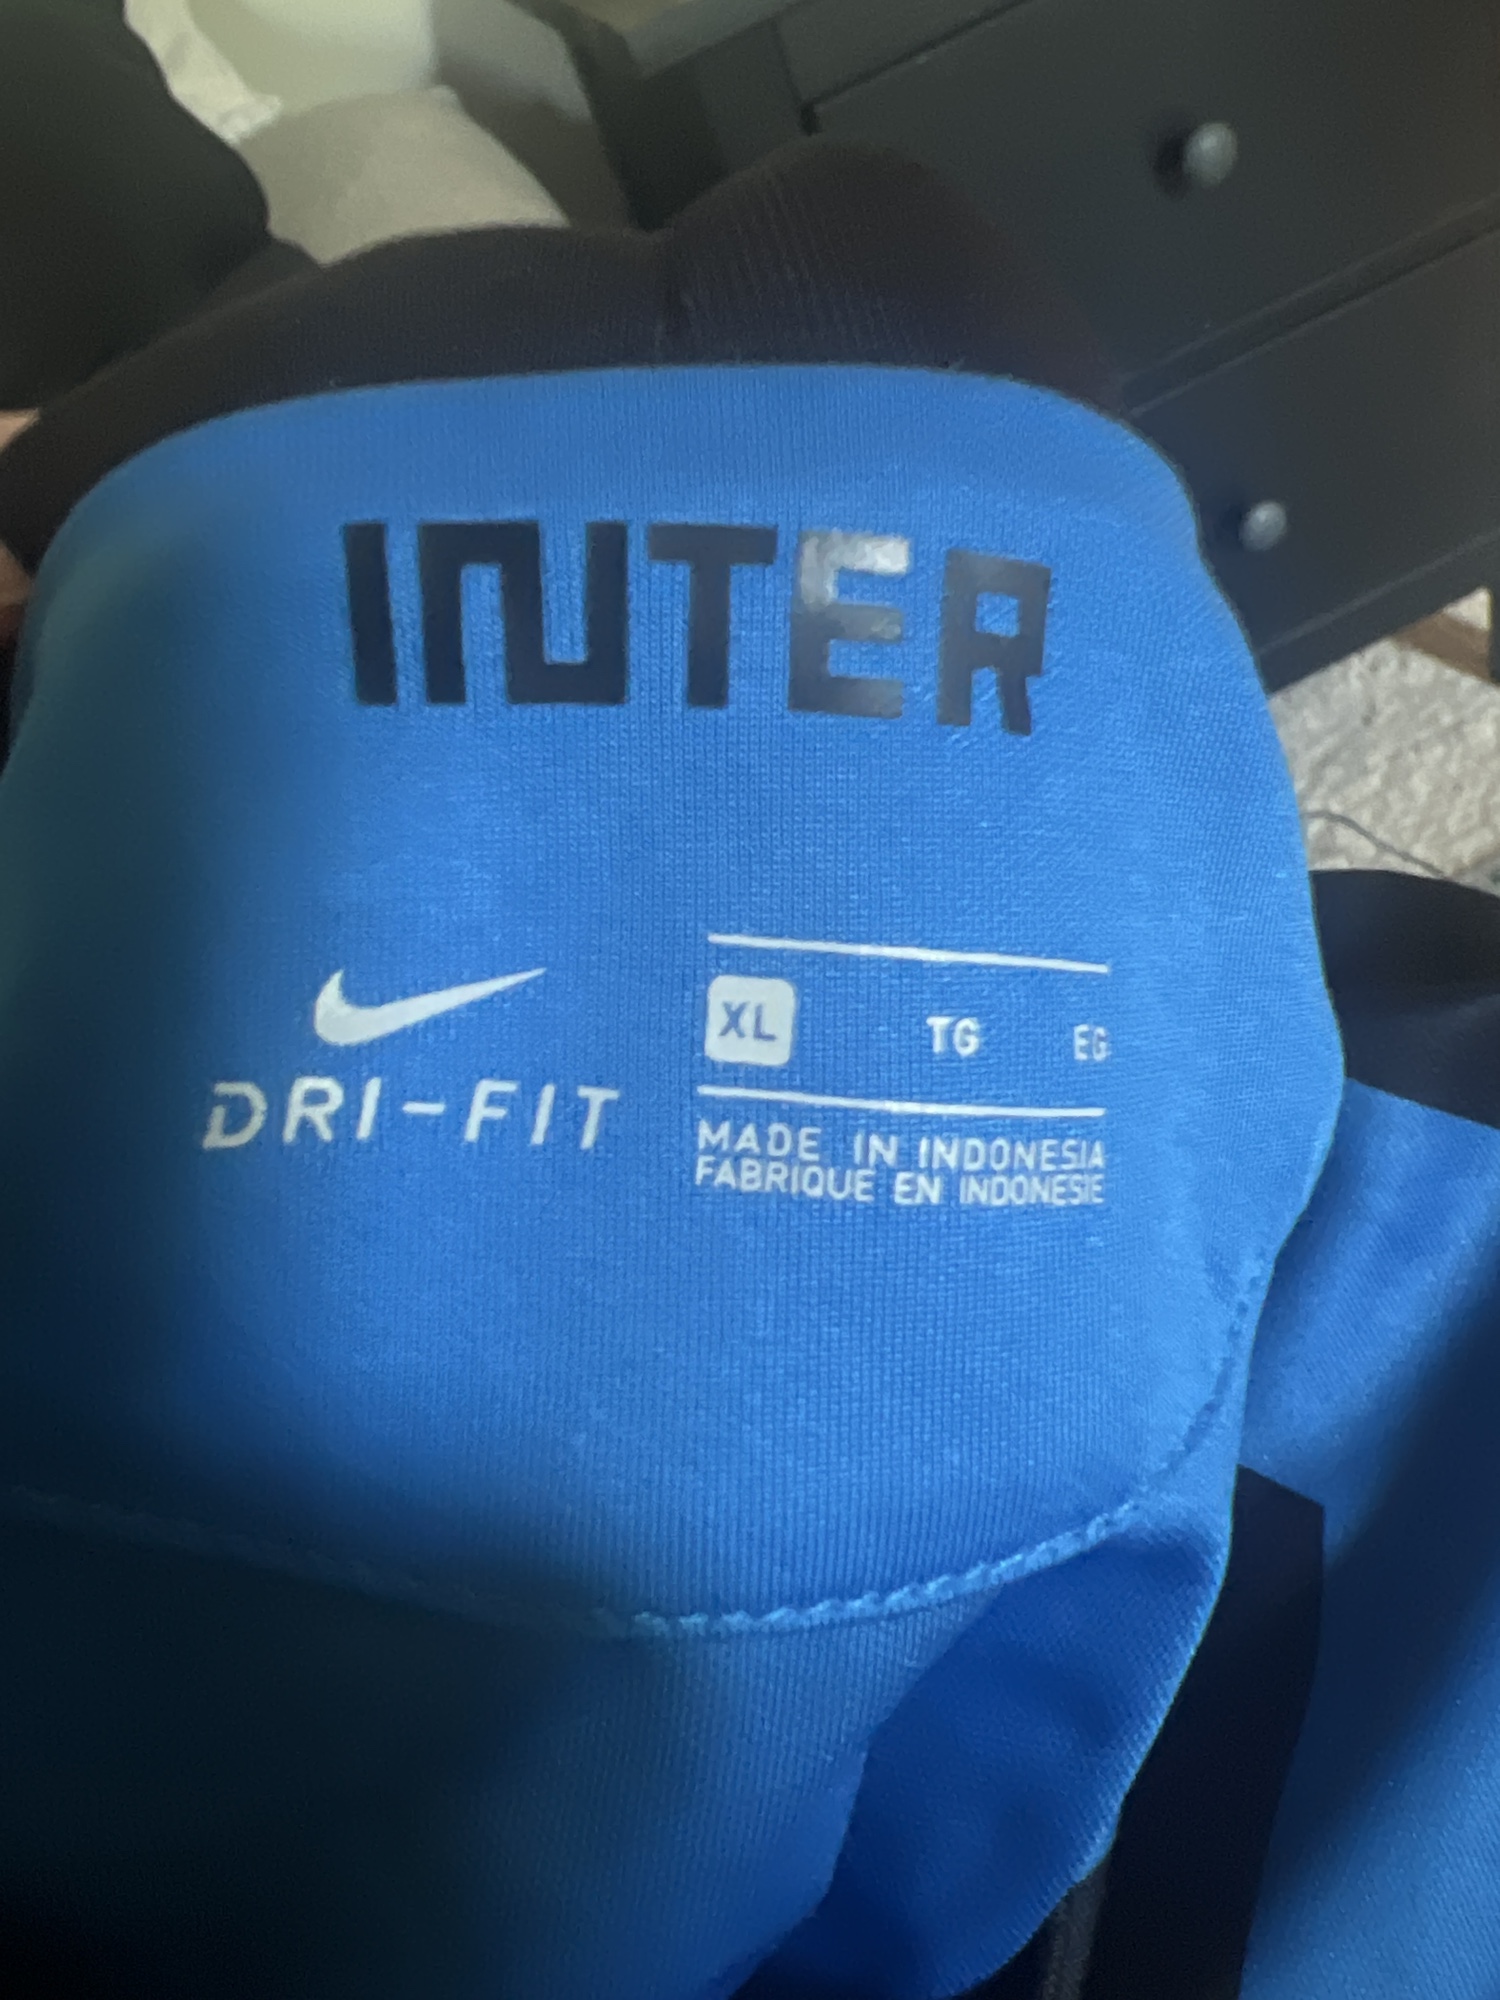 INTER
XL TG EG
DRI-FIT
MADE IN INDONESIA
FABRIQUE EN INDONESIE